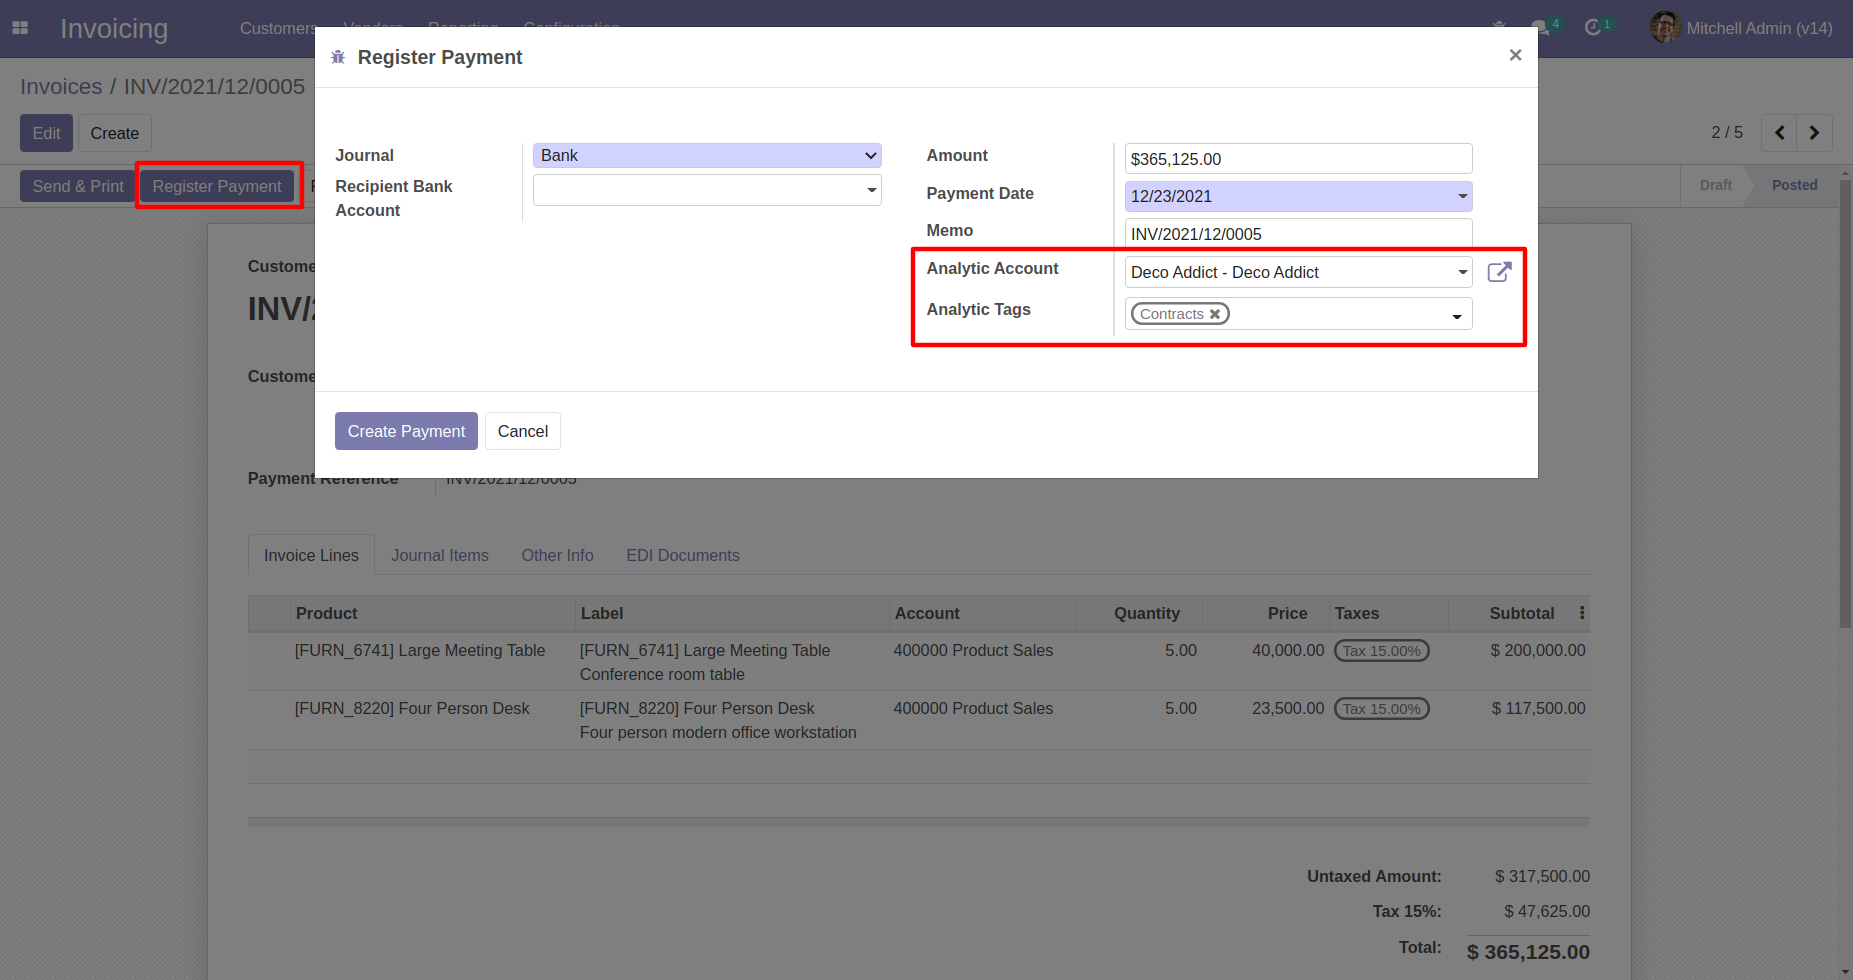 Invoicing
Customers Vendors Reporting Configuration
4
1
Mitchell Admin (v14)
Register Payment
×
Invoices / INV/2021/12/0005
Edit
Create
2 / 5
Send & Print
Register Payment
Draft
Posted
Journal
Bank
Recipient Bank
Account
Amount
$365,125.00
Payment Date
12/23/2021
Memo
INV/2021/12/0005
Analytic Account
Deco Addict - Deco Addict
Analytic Tags
Contracts ✖
Create Payment
Cancel
Custome
INV/2
Custome
Payment Reference
INV/2021/12/0005
Invoice Lines
Journal Items
Other Info
EDI Documents
Product Label Account Quantity Price Taxes Subtotal
[FURN_6741] Large Meeting Table [FURN_6741] Large Meeting Table 400000 Product Sales 5.00 40,000.00 Tax 15.00% $ 200,000.00
Conference room table
[FURN_8220] Four Person Desk [FURN_8220] Four Person Desk 400000 Product Sales 5.00 23,500.00 Tax 15.00% $ 117,500.00
Four person modern office workstation
Untaxed Amount: $ 317,500.00
Tax 15%: $ 47,625.00
Total: $ 365,125.00